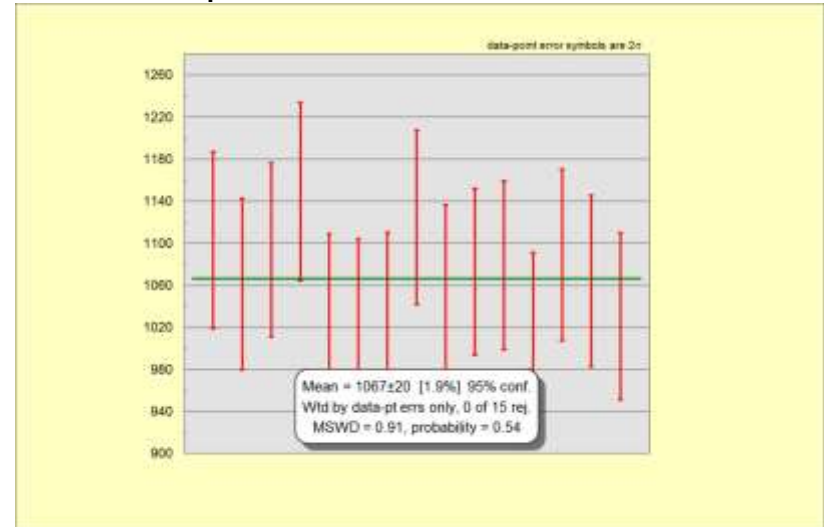 data-point error symbols are 2σ
1260
1220
1180
1140
1100
1060
1020
980
940
900
Mean = 1067±20 [1.9%] 95% conf.
Wtd by data-pt errs only, 0 of 15 rej.
MSWD = 0.91, probability = 0.54